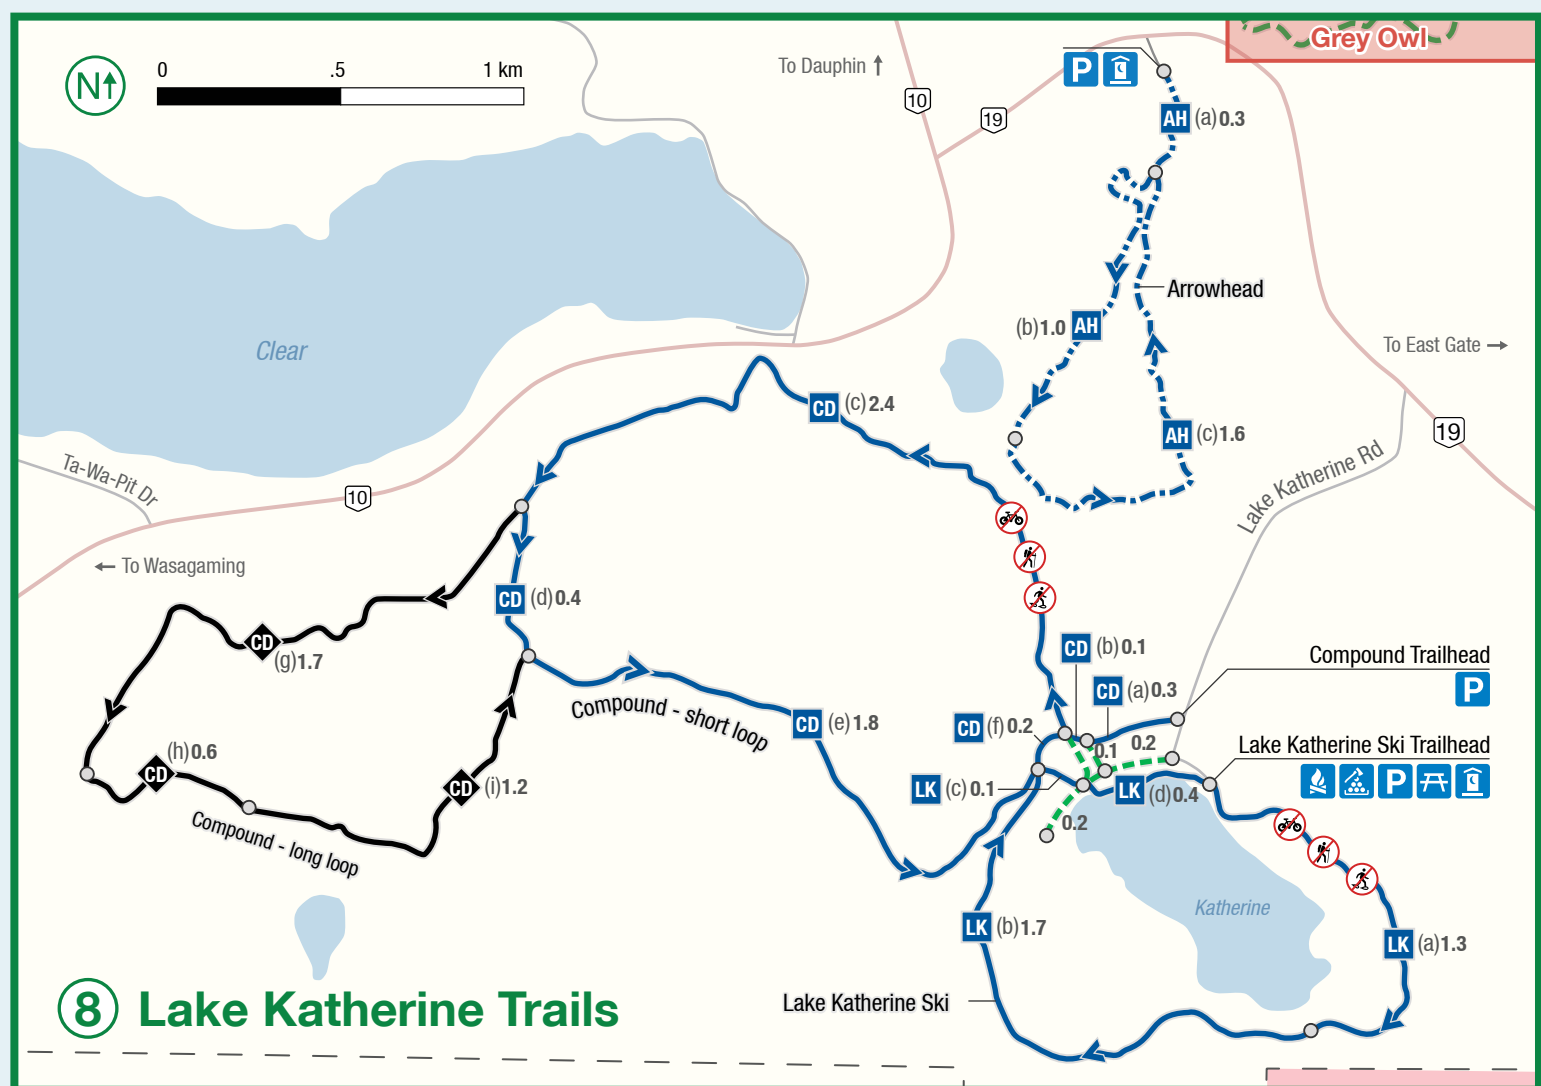 Grey Owl
N
0 .5 1 km
To Dauphin
10
19
P
AH (a) 0.3
Arrowhead
(b) 1.0 AH
Clear
To East Gate
CD (c) 2.4
AH (c) 1.6
19
Ta-Wa-Pit Dr
10
Lake Katherine Rd
To Wasagaming
CD (d) 0.4
CD
(g) 1.7
CD (b) 0.1
Compound Trailhead
P
CD (a) 0.3
Compound - short loop
CD (e) 1.8
CD (f) 0.2
0.1 0.2
Lake Katherine Ski Trailhead
P
(h) 0.6
CD
CD (i) 1.2
LK (c) 0.1
LK (d) 0.4
0.2
Compound - long loop
Katherine
LK (b) 1.7
LK (a) 1.3
Lake Katherine Ski
8 Lake Katherine Trails